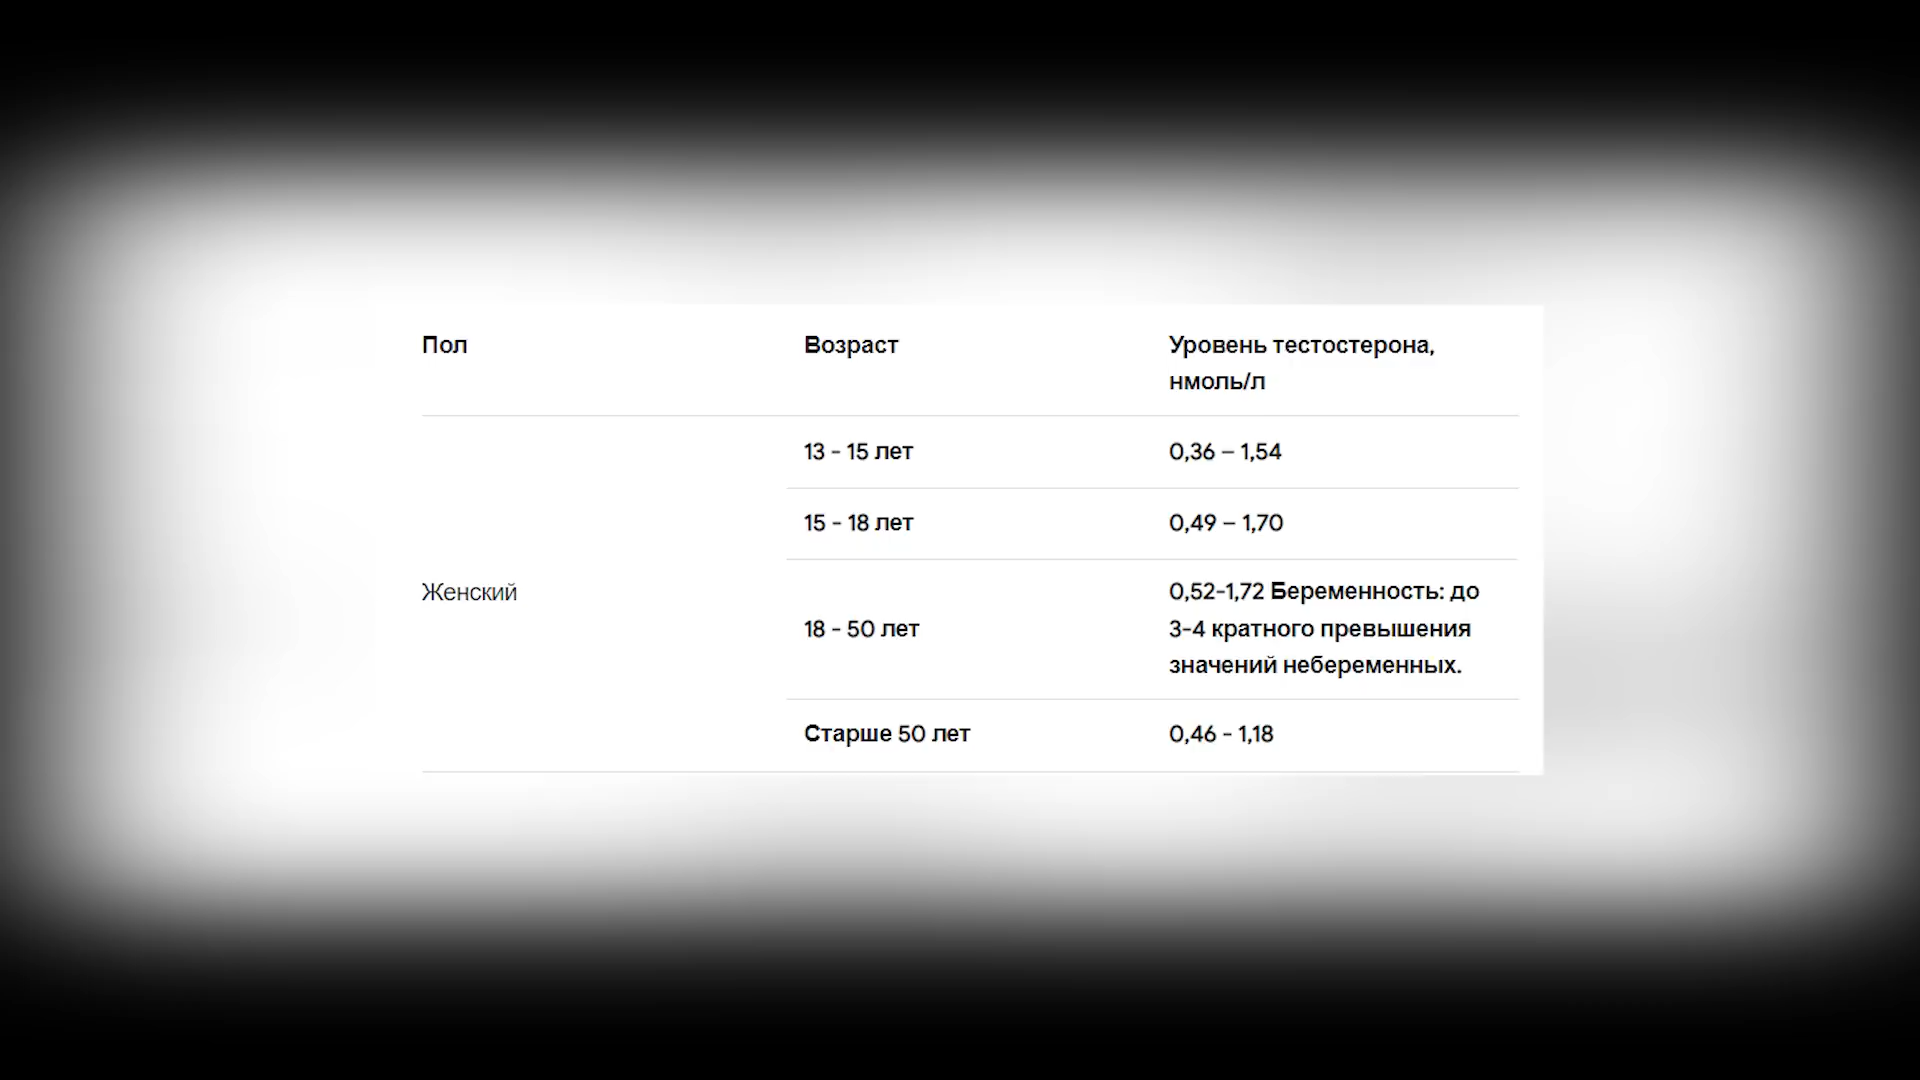 Пол Возраст Уровень тестостерона,
нмоль/л
13 - 15 лет 0,36 – 1,54
15 - 18 лет 0,49 – 1,70
Женский 18 - 50 лет 0,52-1,72 Беременность: до
3-4 кратного превышения
значений небеременных.
Старше 50 лет 0,46 - 1,18